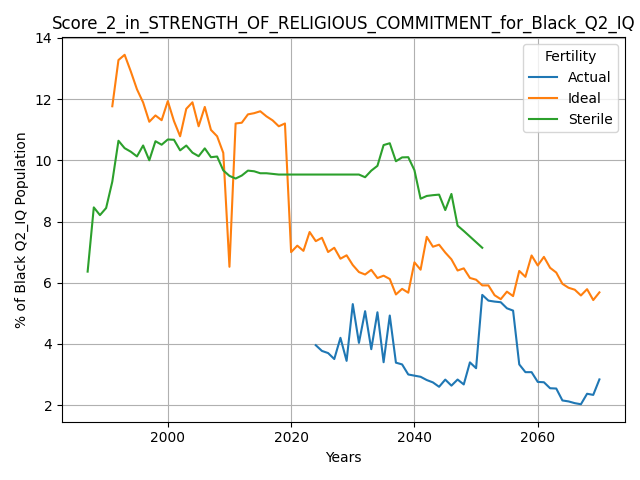 Score_2_in_STRENGTH_OF_RELIGIOUS_COMMITMENT_for_Black_Q2_IQ
14
12
10
8
6
4
2
% of Black Q2_IQ Population
Fertility
Actual
Ideal
Sterile
2000
2020
2040
2060
Years